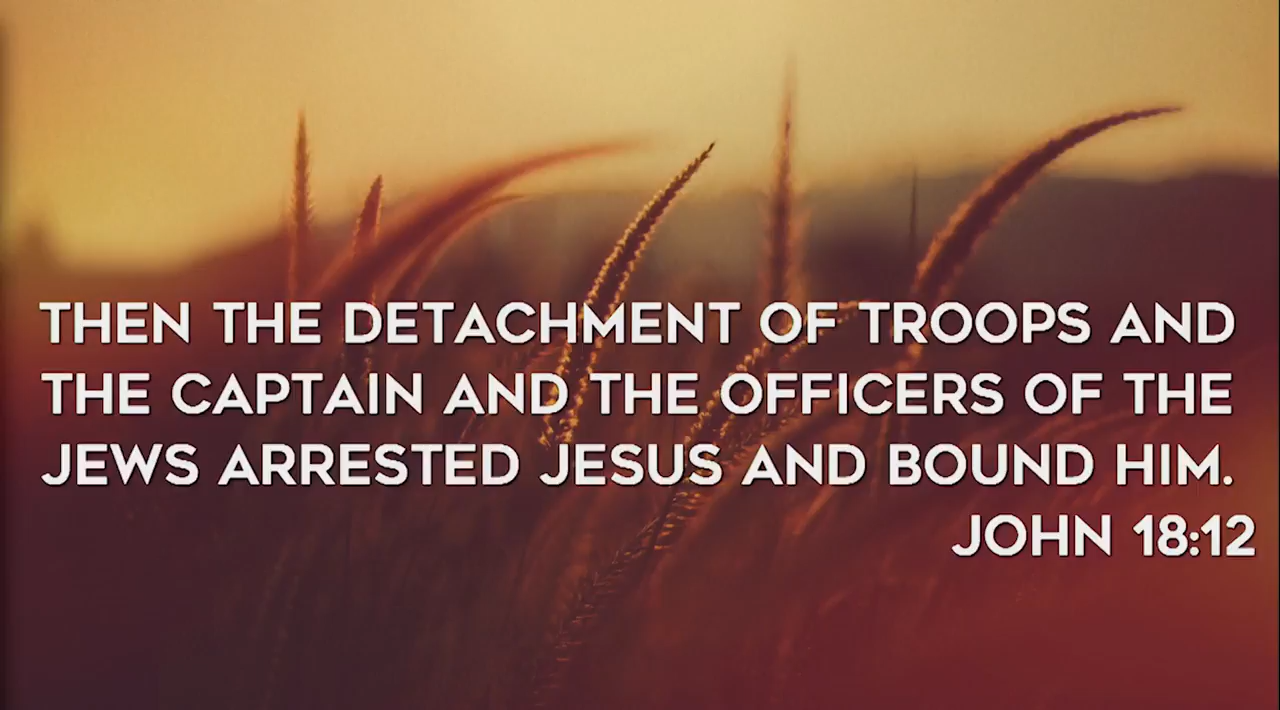 THEN THE DETACHMENT OF TROOPS AND
THE CAPTAIN AND THE OFFICERS OF THE
JEWS ARRESTED JESUS AND BOUND HIM.
JOHN 18:12